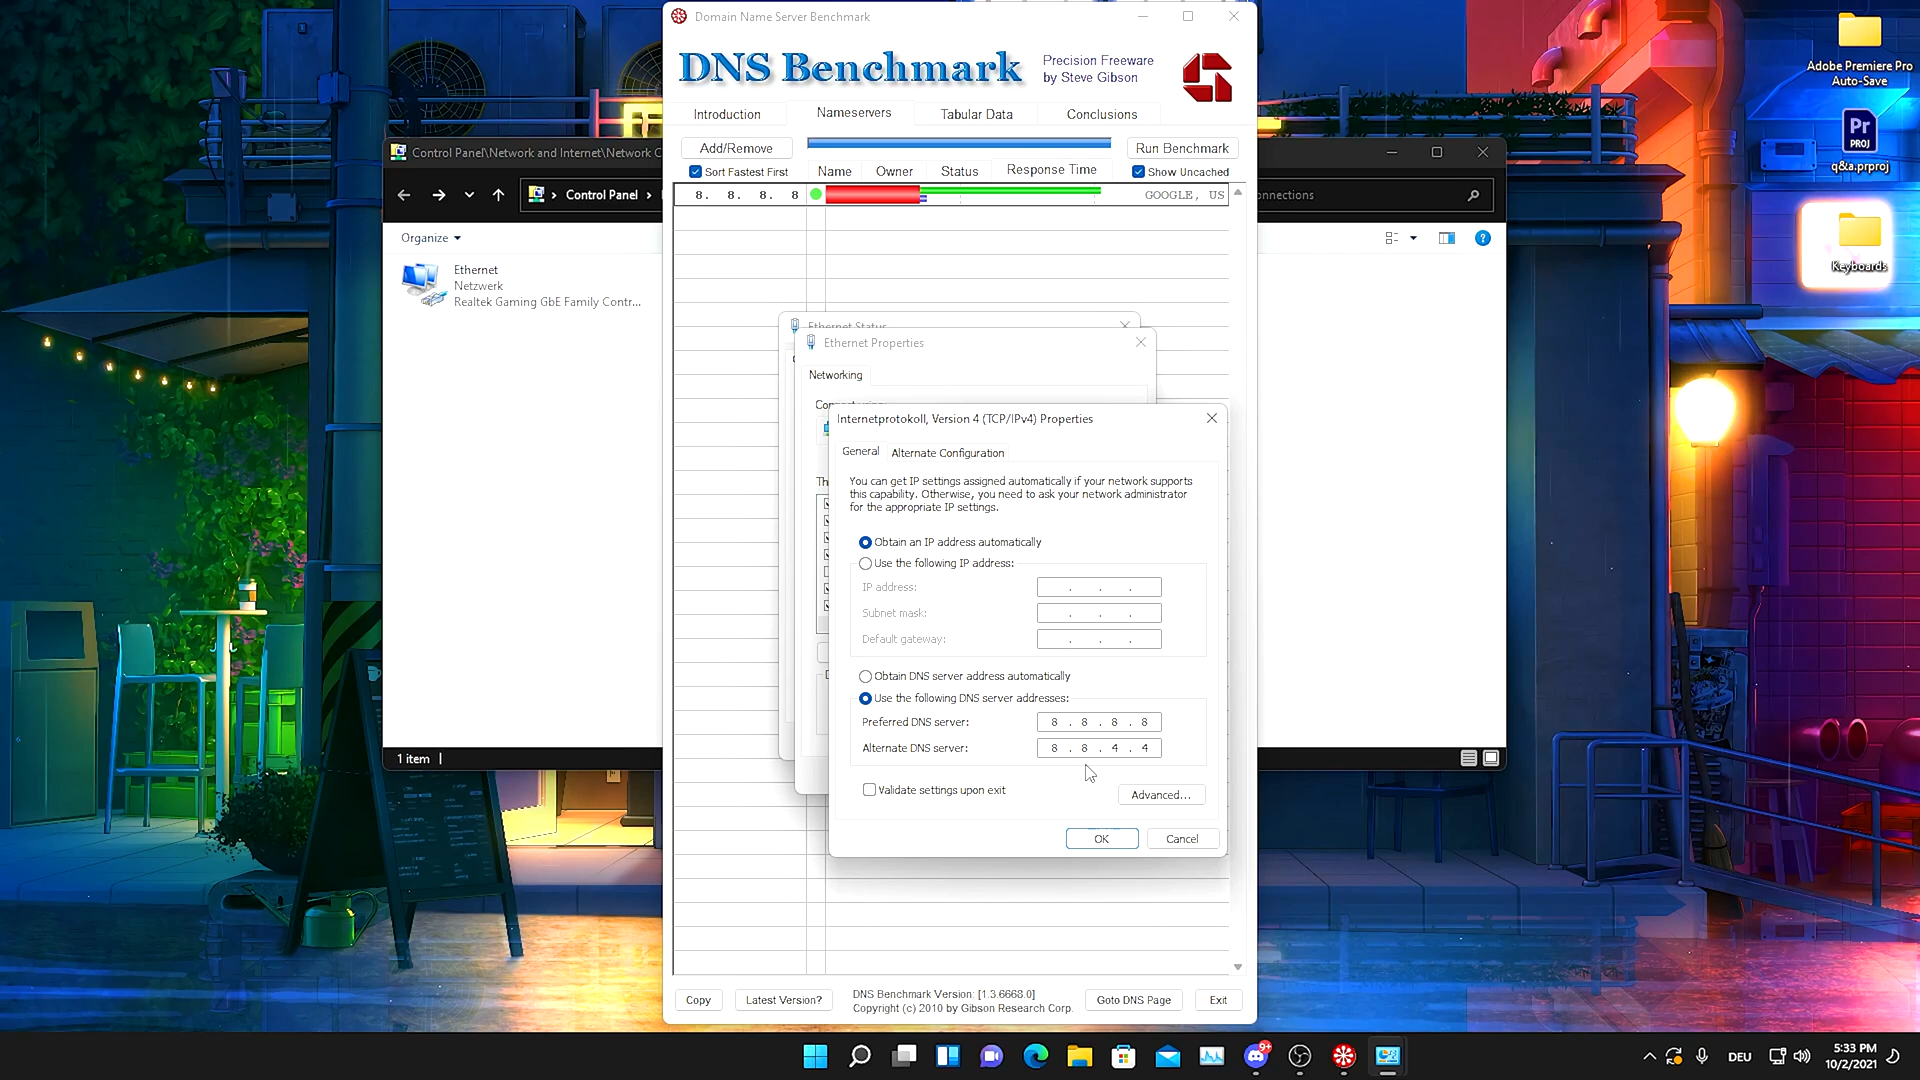 Domain Name Server Benchmark
DNS Benchmark
Precision Freeware
by Steve Gibson
Introduction
Nameservers
Tabular Data
Conclusions
Add/Remove
Run Benchmark
Sort Fastest First
Name
Owner
Status
Response Time
Show Uncached
8. 8. 8. 8
GOOGLE, US
Control Panel\Network and Internet\Network C
Control Panel
onnections
Organize
Ethernet
Netzwerk
Realtek Gaming GbE Family Contr...
1 item
Ethernet Status
Ethernet Properties
Networking
Internetprotokoll, Version 4 (TCP/IPv4) Properties
General
Alternate Configuration
You can get IP settings assigned automatically if your network supports
this capability. Otherwise, you need to ask your network administrator
for the appropriate IP settings.
Obtain an IP address automatically
Use the following IP address:
IP address:
Subnet mask:
Default gateway:
Obtain DNS server address automatically
Use the following DNS server addresses:
Preferred DNS server:
8 . 8 . 8 . 8
Alternate DNS server:
8 . 8 . 4 . 4
Validate settings upon exit
Advanced...
OK
Cancel
Copy
Latest Version?
DNS Benchmark Version: [1.3.6668.0]
Copyright (c) 2010 by Gibson Research Corp.
Goto DNS Page
Exit
Adobe Premiere Pro
Auto-Save
Pr
PROJ
q&a.prproj
Keyboards
9+
DEU
5:33 PM
10/2/2021